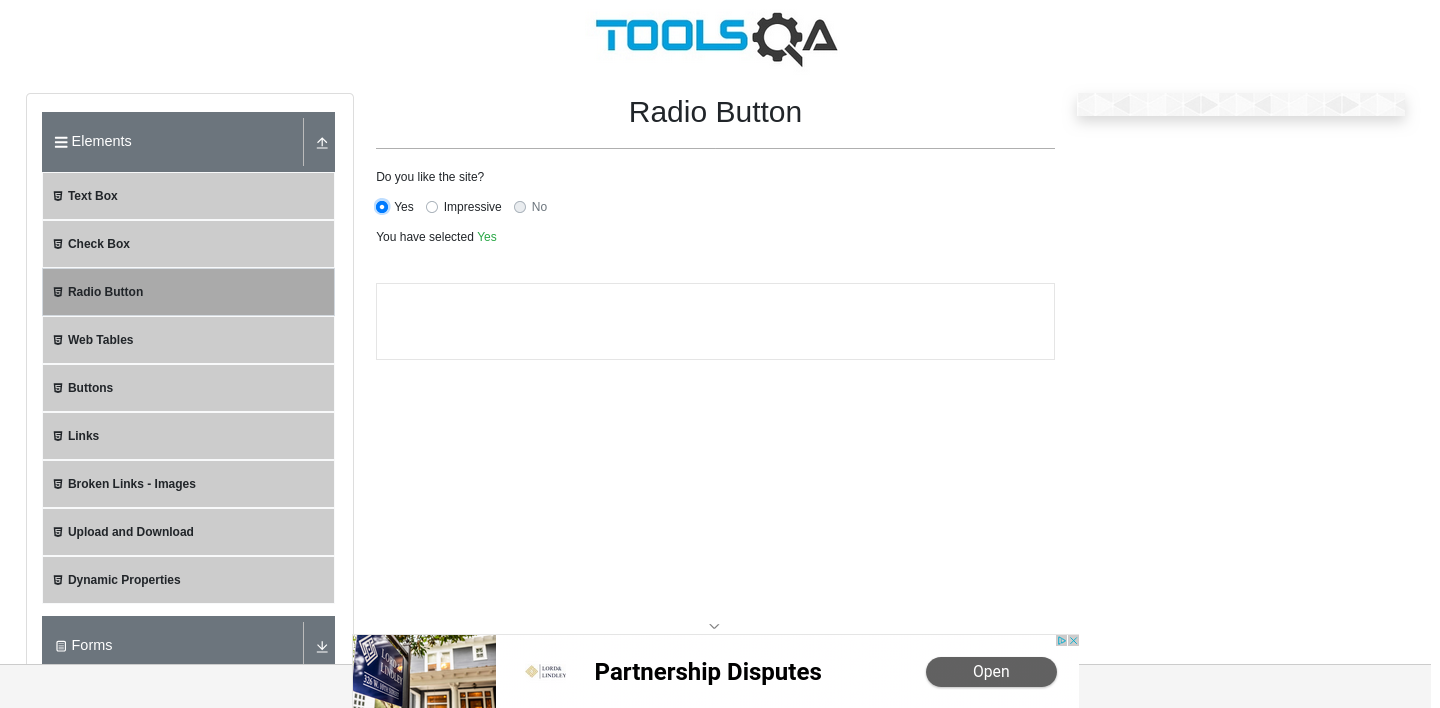 TOOLSQA
Elements
Text Box
Check Box
Radio Button
Web Tables
Buttons
Links
Broken Links - Images
Upload and Download
Dynamic Properties
Forms
Radio Button
Do you like the site?
Yes Impressive No
You have selected Yes
LORD&
LINDLEY
Partnership Disputes
Open